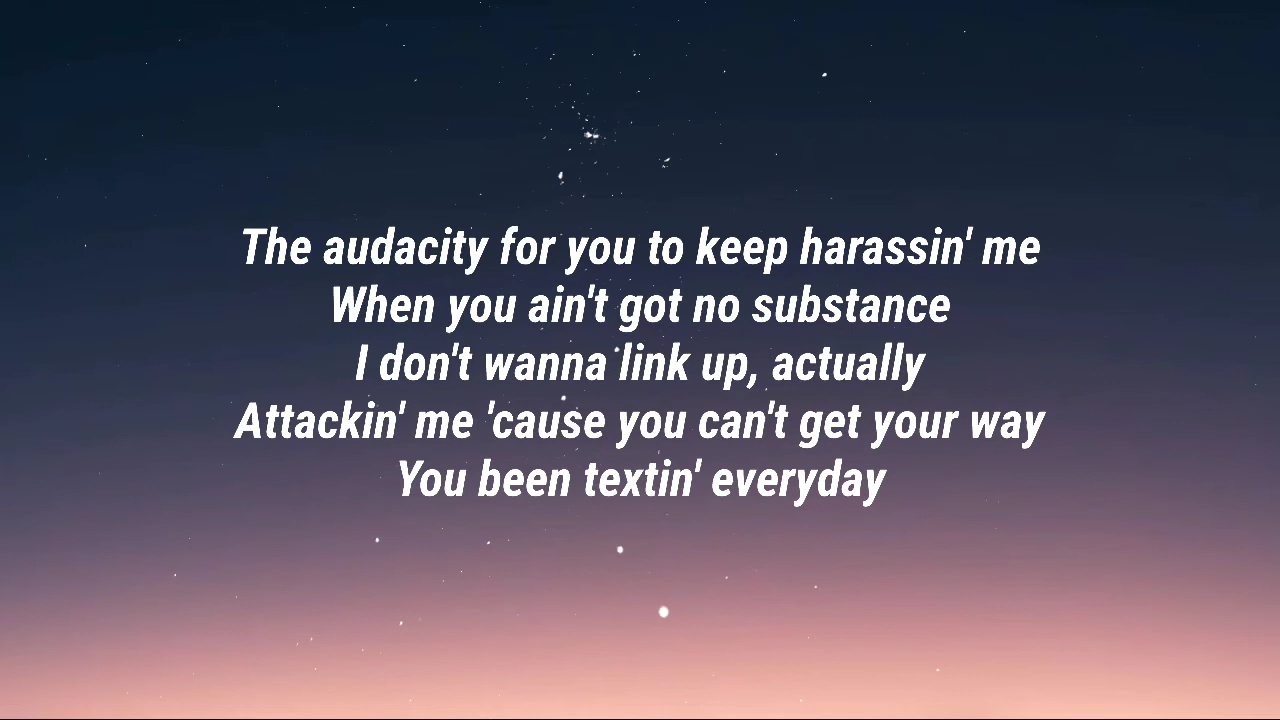 The audacity for you to keep harassin' me
When you ain't got no substance
I don't wanna link up, actually
Attackin' me 'cause you can't get your way
You been textin' everyday